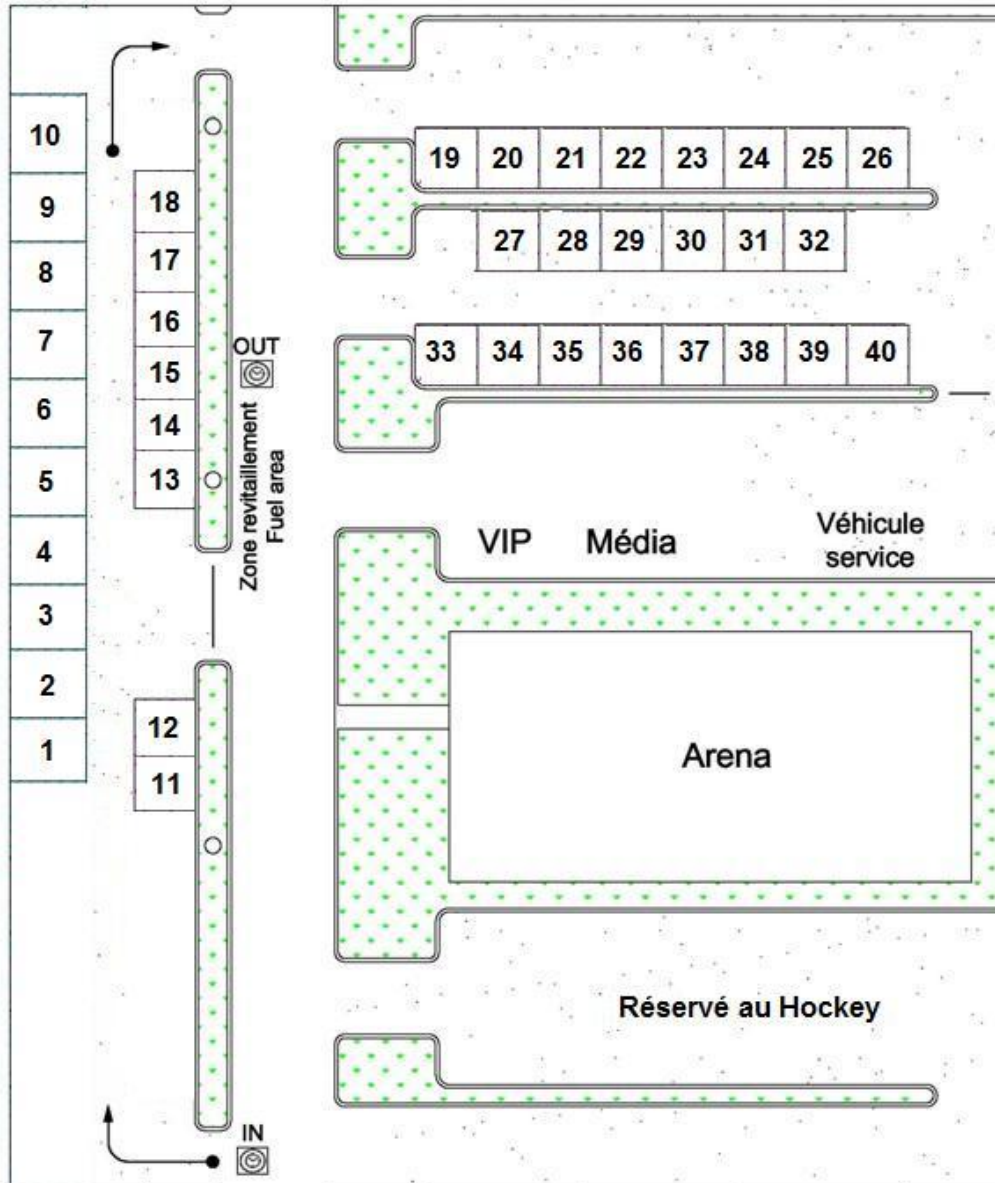 10
9
8
7
6
5
4
3
2
1
18
17
16
15
14
13
12
11
OUT
Zone revitaillement
Fuel area
IN
19 20 21 22 23 24 25 26
27 28 29 30 31 32
33 34 35 36 37 38 39 40
VIP Média Véhicule
service
Arena
Réservé au Hockey